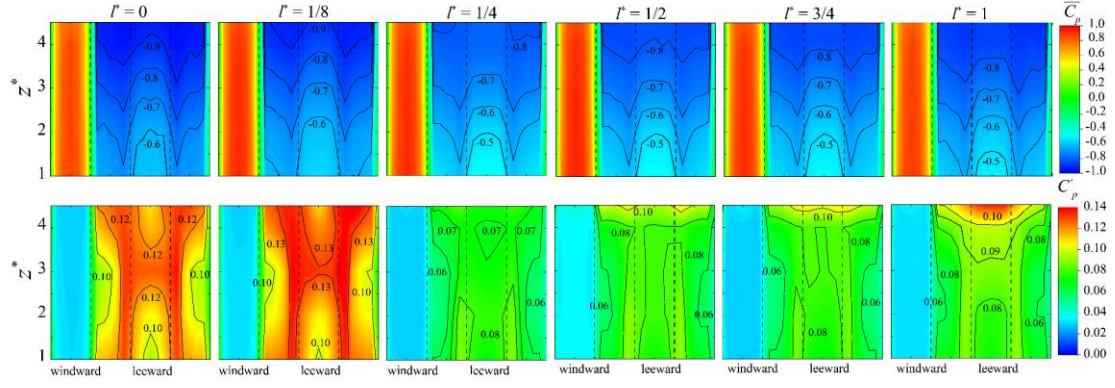 l* = 0 l* = 1/8 l* = 1/4 l* = 1/2 l* = 3/4 l* = 1 C̅p
z* 4 3 2 1 -0.9 -0.8 -0.7 -0.6 -0.9 -0.8 -0.7 -0.6 -0.8 -0.7 -0.6 -0.5 -0.8 -0.7 -0.6 -0.5 -0.8 -0.7 -0.6 -0.5 -0.8 -0.7 -0.6 -0.5 1.0 0.8 0.6 0.4 0.2 0.0 -0.2 -0.4 -0.6 -0.8 -1.0
C'p
z* 4 3 2 1 0.12 0.12 0.12 0.10 0.10 0.12 0.10 0.13 0.13 0.13 0.10 0.13 0.10 0.07 0.07 0.07 0.06 0.06 0.08 0.10 0.08 0.08 0.06 0.06 0.08 0.10 0.08 0.06 0.06 0.08 0.10 0.08 0.08 0.09 0.06 0.06 0.08 0.14 0.12 0.10 0.08 0.06 0.04 0.02 0.00
windward leeward windward leeward windward leeward windward leeward windward leeward windward leeward